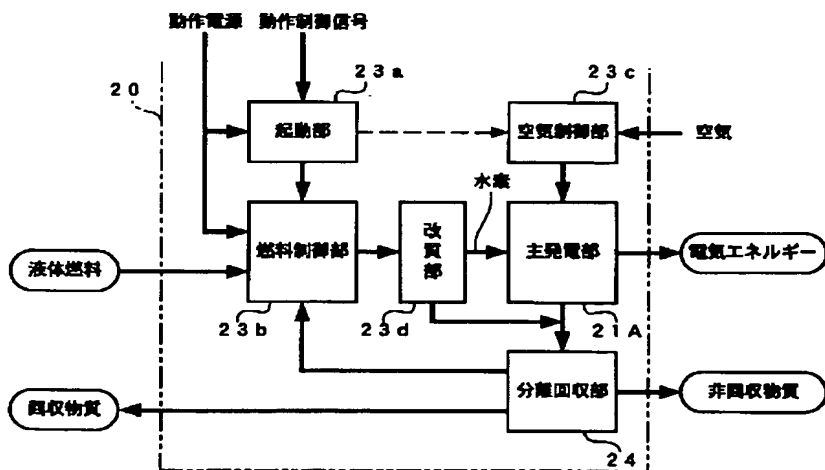 動作電源 動作制御信号
23a
23c
20
起動部
空気制御部
空気
水素
燃料制御部
改質部
主発電部
電気エネルギー
液体燃料
23b
23d
21A
分離回収部
非回収物質
回収物質
24